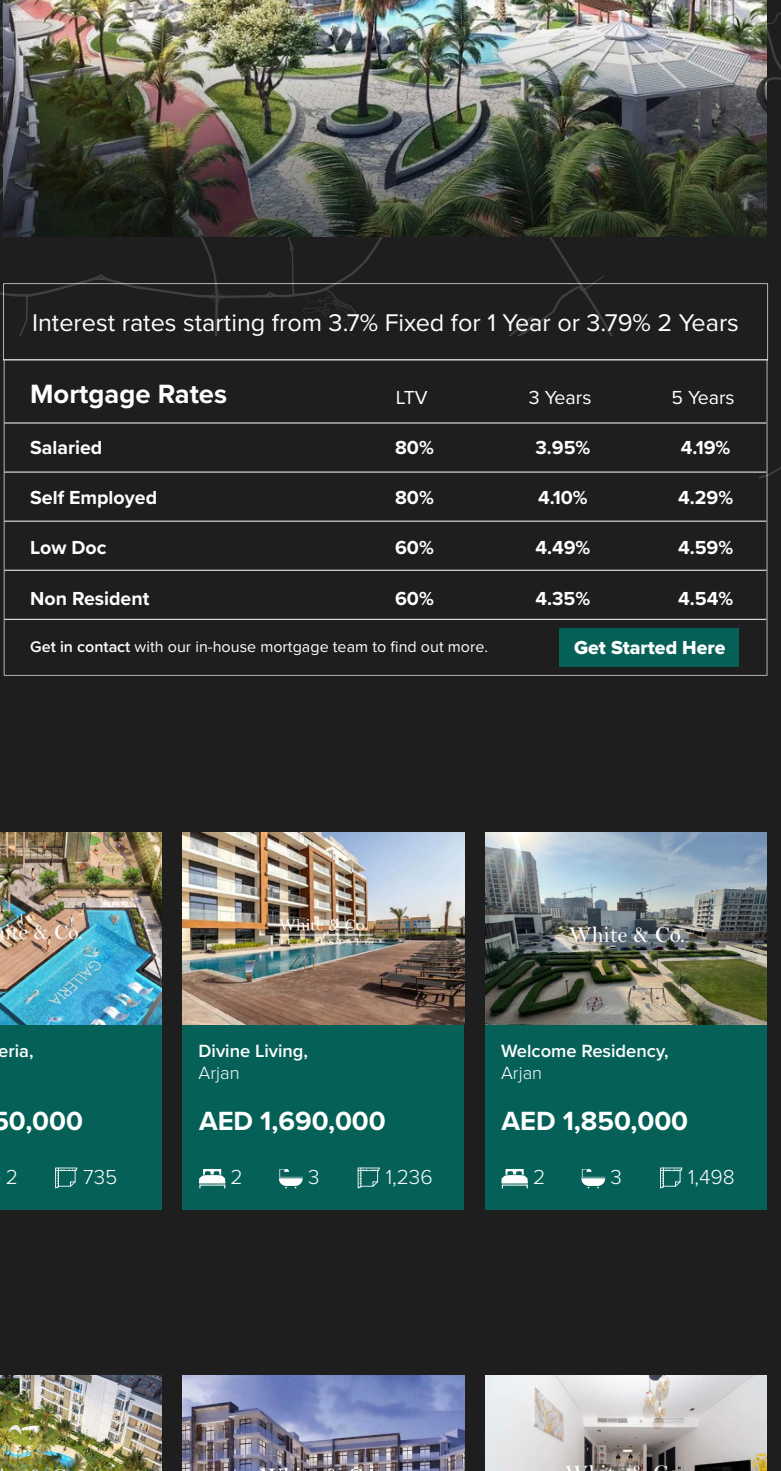 Interest rates starting from 3.7% Fixed for 1 Year or 3.79% 2 Years
Mortgage Rates LTV 3 Years 5 Years
Salaried 80% 3.95% 4.19%
Self Employed 80% 4.10% 4.29%
Low Doc 60% 4.49% 4.59%
Non Resident 60% 4.35% 4.54%
Get in contact with our in-house mortgage team to find out more.
Get Started Here
& Co.
GALLERIA
eria,
50,000
2 735
White & Co.
Divine Living,
Arjan
AED 1,690,000
2 3 1,236
White & Co.
Welcome Residency,
Arjan
AED 1,850,000
2 3 1,498